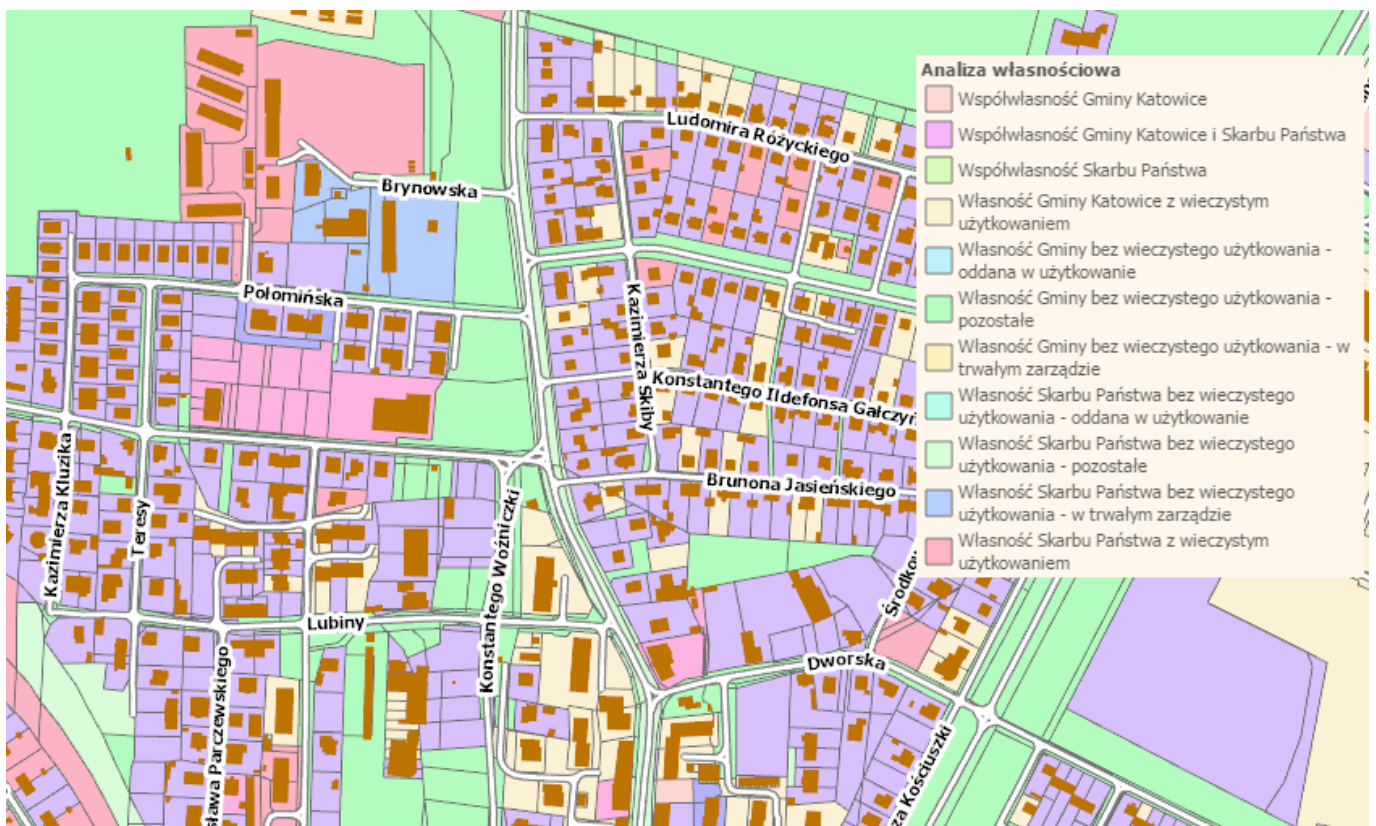 Analiza własnościowa
Współwłasność Gminy Katowice
Współwłasność Gminy Katowice i Skarbu Państwa
Współwłasność Skarbu Państwa
Własność Gminy Katowice z wieczystym
użytkowaniem
Własność Gminy bez wieczystego użytkowania -
oddana w użytkowanie
Własność Gminy bez wieczystego użytkowania -
pozostałe
Własność Gminy bez wieczystego użytkowania - w
trwałym zarządzie
Własność Skarbu Państwa bez wieczystego
użytkowania - oddana w użytkowanie
Własność Skarbu Państwa bez wieczystego
użytkowania - pozostałe
Własność Skarbu Państwa bez wieczystego
użytkowania - w trwałym zarządzie
Własność Skarbu Państwa z wieczystym
użytkowaniem
Ludomira Różyckiego
Brynowska
Połomińska
Kazimierza Skiby
Konstantego Ildefonsa Gałczyń
Brunona Jasieńskiego
Kazimierza Kluzika
Teresy
Konstantego Woźniczki
Środkow
Lubiny
Dworska
sława Parczewskiego
za Kościuszki